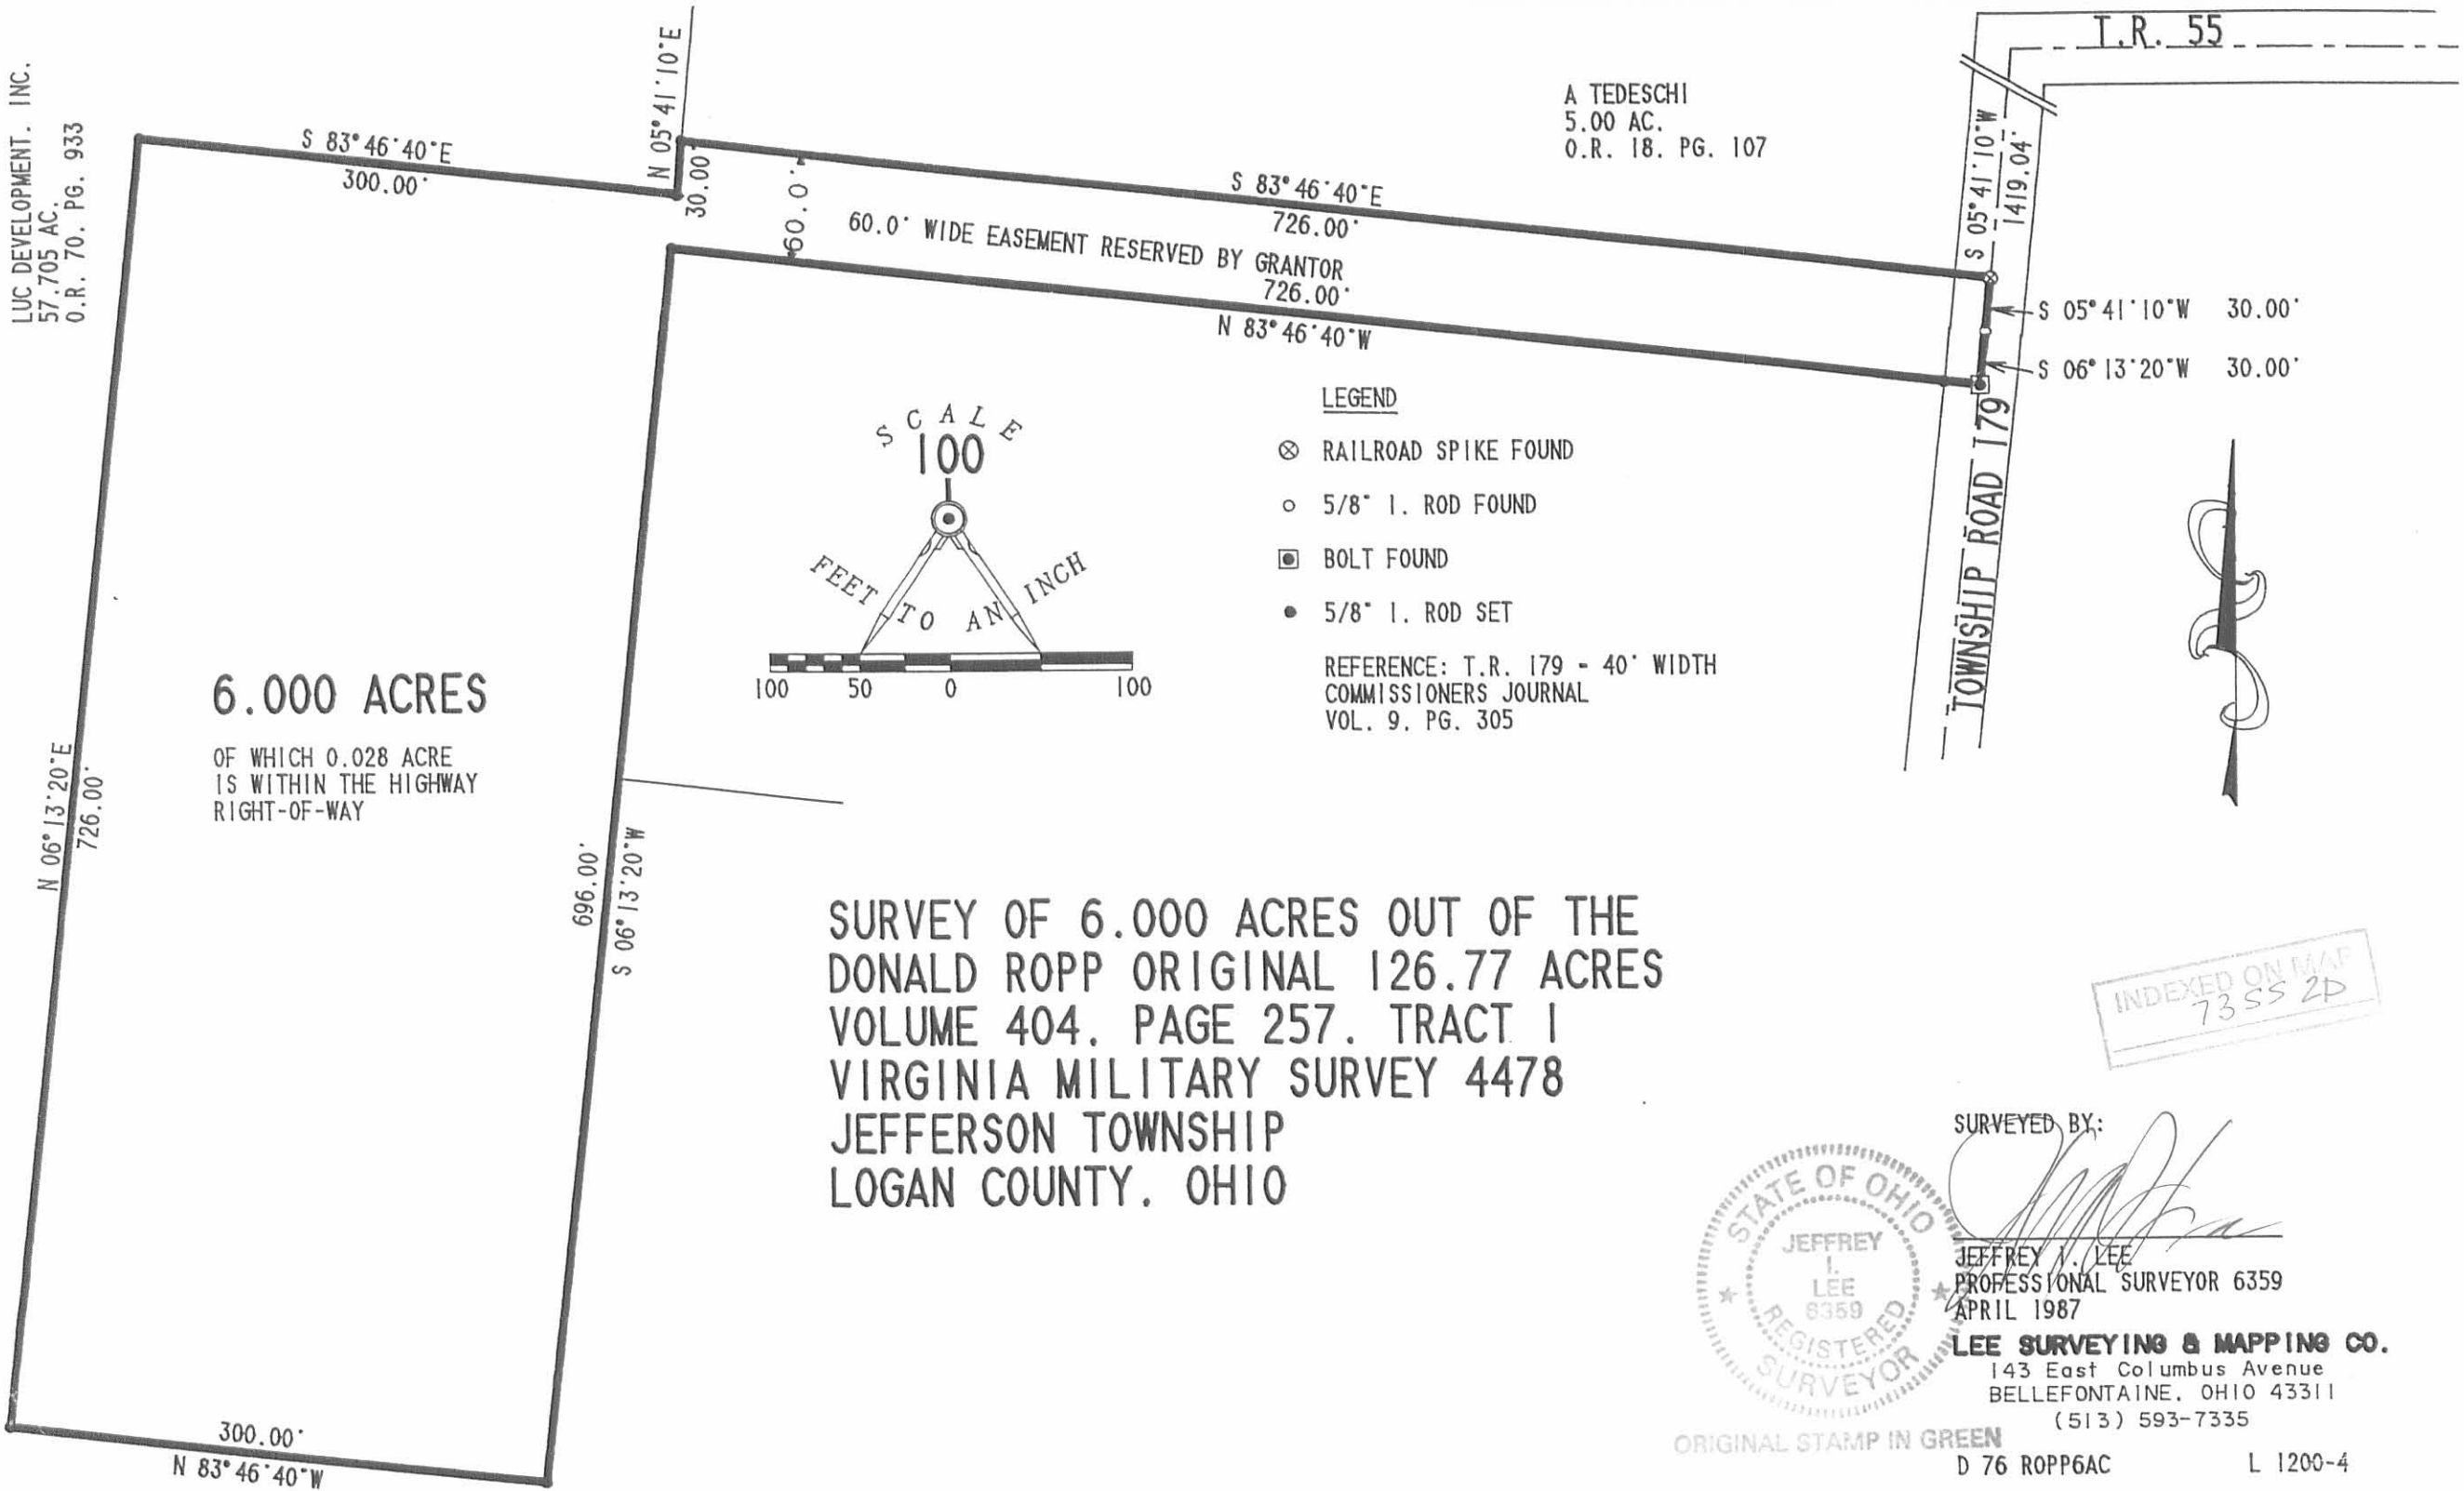 LUC DEVELOPMENT. INC.
57.705 AC.
O.R. 70. PG. 933
S 83°46'40"E
300.00'
N 05°41'10"E
30.00'
60.0'
A TEDESCHI
5.00 AC.
O.R. 18. PG. 107
T.R. 55
S 05°41'10"W
1419.04'
S 83°46'40"E
726.00'
60.0' WIDE EASEMENT RESERVED BY GRANTOR
726.00'
N 83°46'40"W
S 05°41'10"W 30.00'
S 06°13'20"W 30.00'
TOWNSHIP ROAD 179
SCALE
100
FEET TO AN INCH
100 50 0 100
LEGEND
⊗ RAILROAD SPIKE FOUND
○ 5/8" I. ROD FOUND
BOLT FOUND
● 5/8" I. ROD SET
REFERENCE: T.R. 179 - 40' WIDTH
COMMISSIONERS JOURNAL
VOL. 9. PG. 305
6.000 ACRES
OF WHICH 0.028 ACRE
IS WITHIN THE HIGHWAY
RIGHT-OF-WAY
N 06°13'20"E
726.00'
696.00'
S 06°13'20"W
300.00'
N 83°46'40"W
SURVEY OF 6.000 ACRES OUT OF THE
DONALD ROPP ORIGINAL 126.77 ACRES
VOLUME 404. PAGE 257. TRACT 1
VIRGINIA MILITARY SURVEY 4478
JEFFERSON TOWNSHIP
LOGAN COUNTY. OHIO
INDEXED ON MAP
73SS 2D
STATE OF OHIO
JEFFREY
I.
LEE
6359
REGISTERED
SURVEYOR
ORIGINAL STAMP IN GREEN
SURVEYED BY:
JEFFREY I. LEE
PROFESSIONAL SURVEYOR 6359
APRIL 1987
LEE SURVEYING & MAPPING CO.
143 East Columbus Avenue
BELLEFONTAINE. OHIO 43311
(513) 593-7335
D 76 ROPP6AC L 1200-4